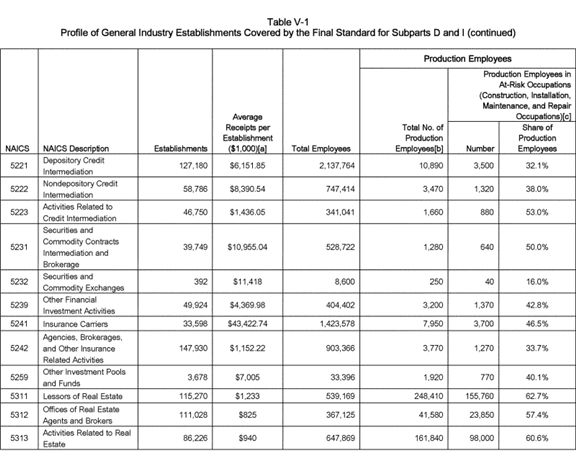 Table V-1
Profile of General Industry Establishments Covered by the Final Standard for Subparts D and I (continued)
Production Employees
Production Employees in
At-Risk Occupations
(Construction, Installation,
Maintenance, and Repair
Occupations)[c]
NAICS NAICS Description Establishments Average Receipts per Establishment ($1,000)[a] Total Employees Total No. of Production Employees[b] Number Share of Production Employees
5221 Depository Credit Intermediation 127,180 $6,151.85 2,137,764 10,890 3,500 32.1%
5222 Nondepository Credit Intermediation 58,786 $8,390.54 747,414 3,470 1,320 38.0%
5223 Activities Related to Credit Intermediation 46,750 $1,436.05 341,041 1,660 880 53.0%
5231 Securities and Commodity Contracts Intermediation and Brokerage 39,749 $10,955.04 528,722 1,280 640 50.0%
5232 Securities and Commodity Exchanges 392 $11,418 8,600 250 40 16.0%
5239 Other Financial Investment Activities 49,924 $4,369.98 404,402 3,200 1,370 42.8%
5241 Insurance Carriers 33,598 $43,422.74 1,423,578 7,950 3,700 46.5%
5242 Agencies, Brokerages, and Other Insurance Related Activities 147,930 $1,152.22 903,366 3,770 1,270 33.7%
5259 Other Investment Pools and Funds 3,678 $7,005 33,396 1,920 770 40.1%
5311 Lessors of Real Estate 115,270 $1,233 539,169 248,410 155,760 62.7%
5312 Offices of Real Estate Agents and Brokers 111,028 $825 367,125 41,580 23,850 57.4%
5313 Activities Related to Real Estate 86,226 $940 647,869 161,840 98,000 60.6%